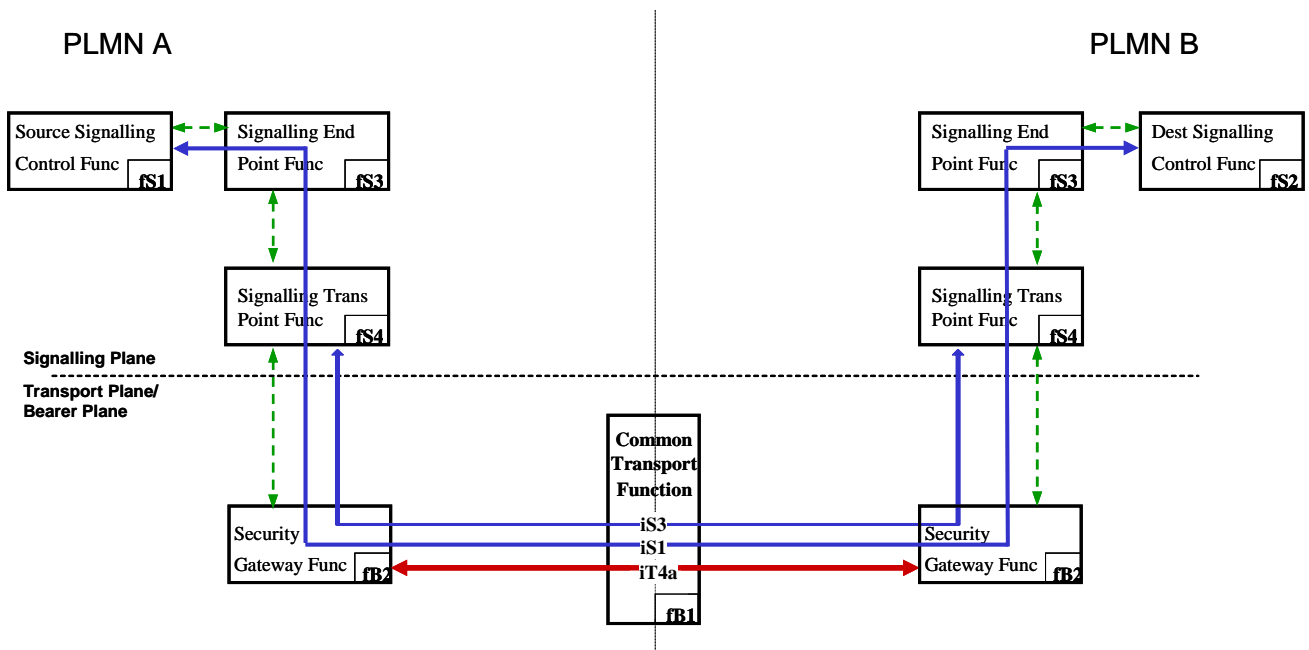 PLMN A
PLMN B
Source Signalling
Control Func
fS1
Signalling End
Point Func
fS3
Signalling End
Point Func
fS3
Dest Signalling
Control Func
fS2
Signalling Trans
Point Func
fS4
Signalling Trans
Point Func
fS4
Signalling Plane
Transport Plane/
Bearer Plane
Common
Transport
Function
iS3
iS1
iT4a
fB1
Security
Gateway Func
fB2
Security
Gateway Func
fB2